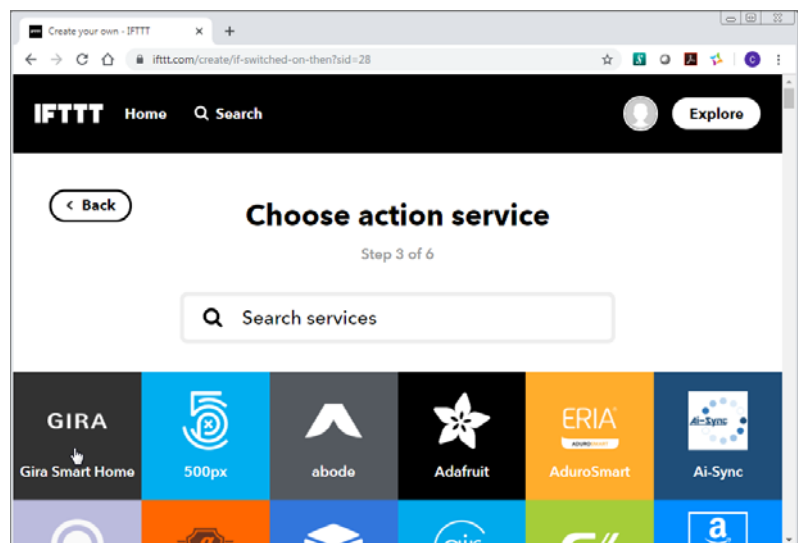 Create your own - IFTTT
ifttt.com/create/if-switched-on-then?sid=28
IFTTT Home Search Explore
< Back
Choose action service
Step 3 of 6
Search services
GIRA
Gira Smart Home
5
500px
abode
Adafruit
ERIA
ADUROSMART
AduroSmart
Ai-Sync
Ai-Sync
a